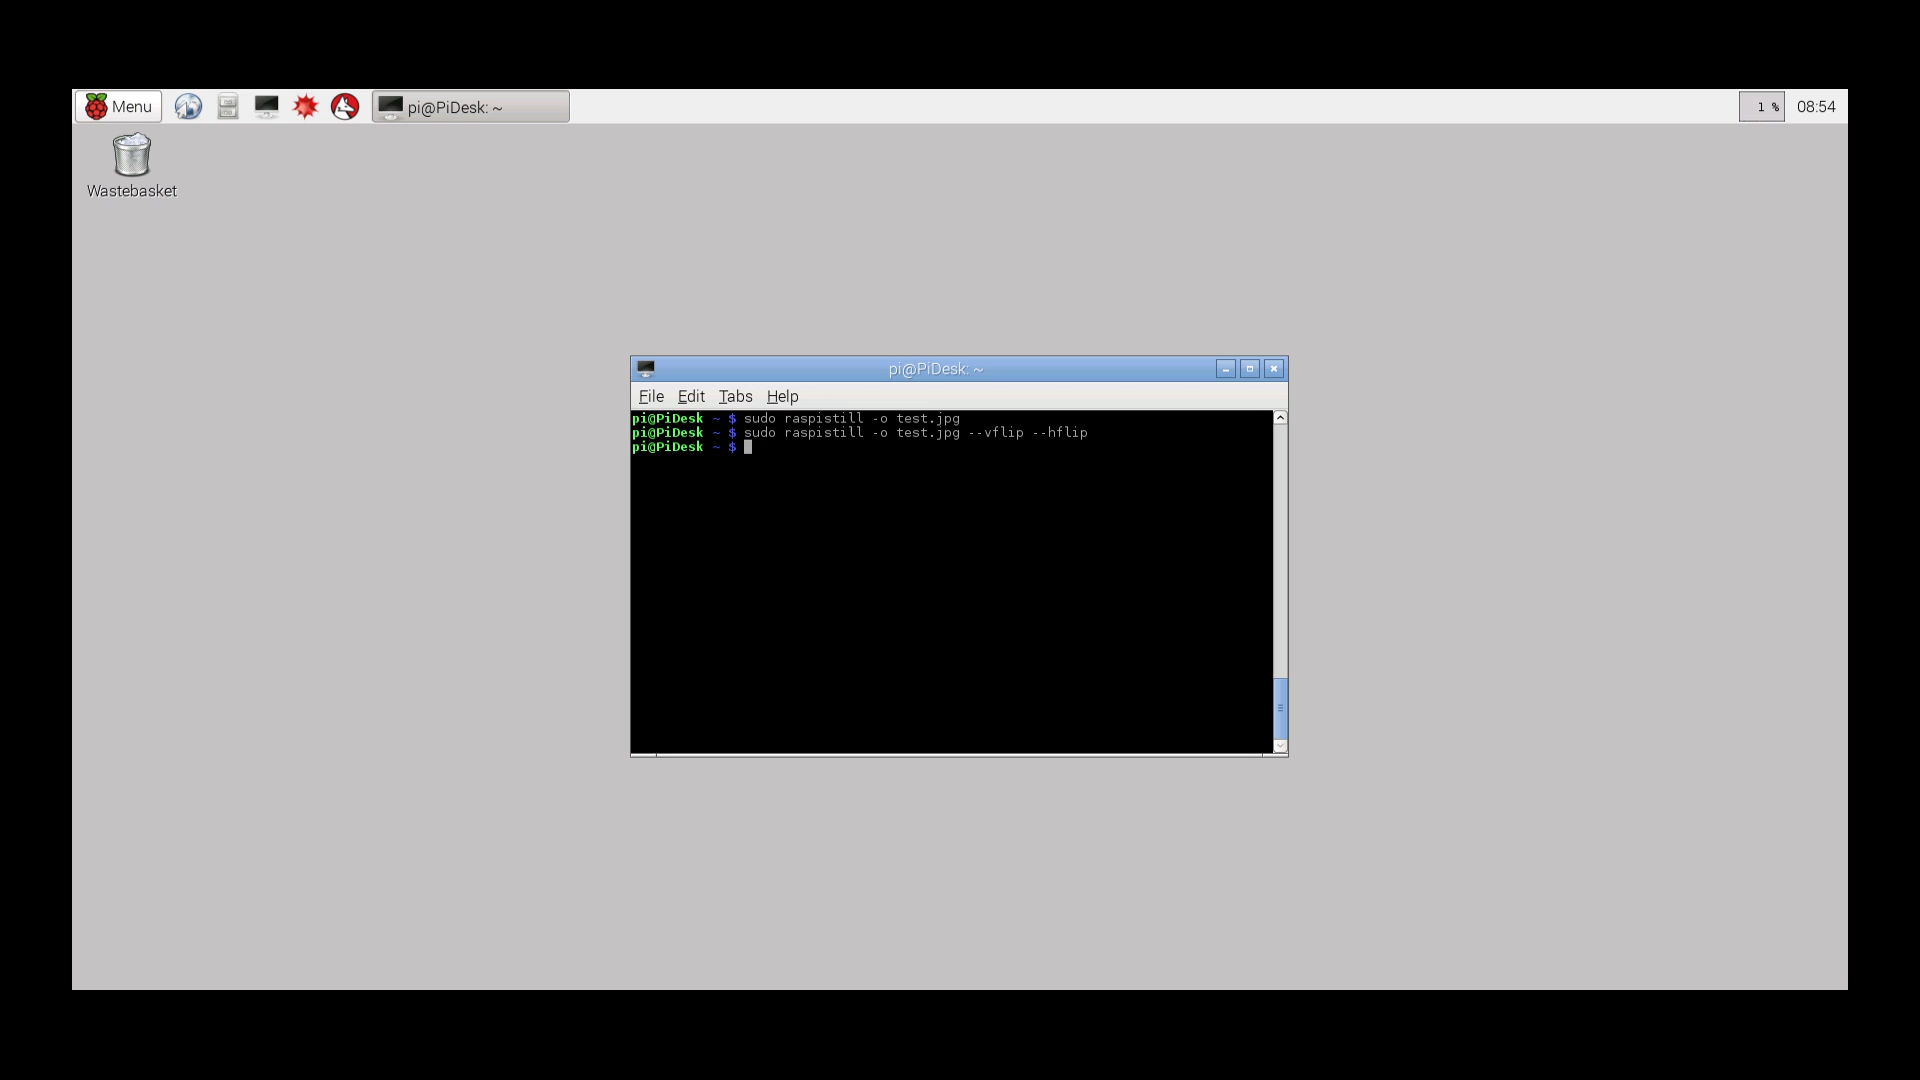 Menu
pi@PiDesk: ~
1 %
08:54
Wastebasket
pi@PiDesk: ~
File Edit Tabs Help
pi@PiDesk ~ $ sudo raspistill -o test.jpg
pi@PiDesk ~ $ sudo raspistill -o test.jpg --vflip --hflip
pi@PiDesk ~ $